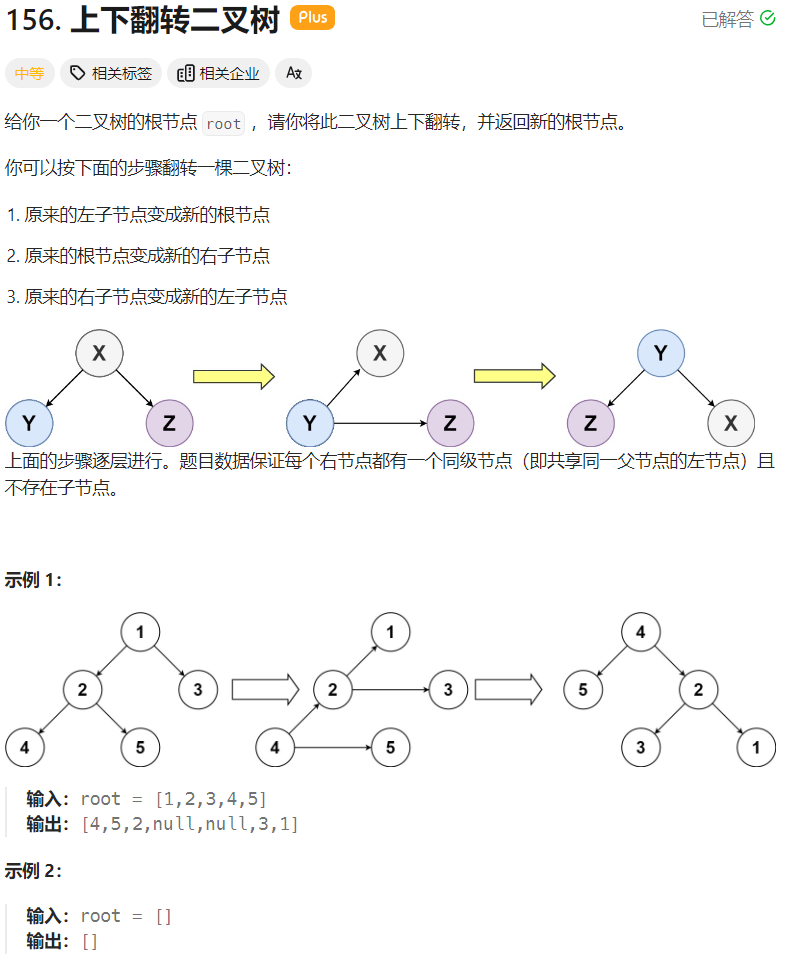 156. 上下翻转二叉树 Plus 已解答
中等 相关标签 相关企业 Aあ
给你一个二叉树的根节点 root ，请你将此二叉树上下翻转，并返回新的根节点。
你可以按下面的步骤翻转一棵二叉树：
1. 原来的左子节点变成新的根节点
2. 原来的根节点变成新的右子节点
3. 原来的右子节点变成新的左子节点
X X Y
Y Z Y Z Z X
上面的步骤逐层进行。题目数据保证每个右节点都有一个同级节点（即共享同一父节点的左节点）且
不存在子节点。
示例 1：
1 1 4
2 3 2 3 5 2
4 5 4 5 3 1
输入：root = [1,2,3,4,5]
输出：[4,5,2,null,null,3,1]
示例 2：
输入：root = []
输出：[]